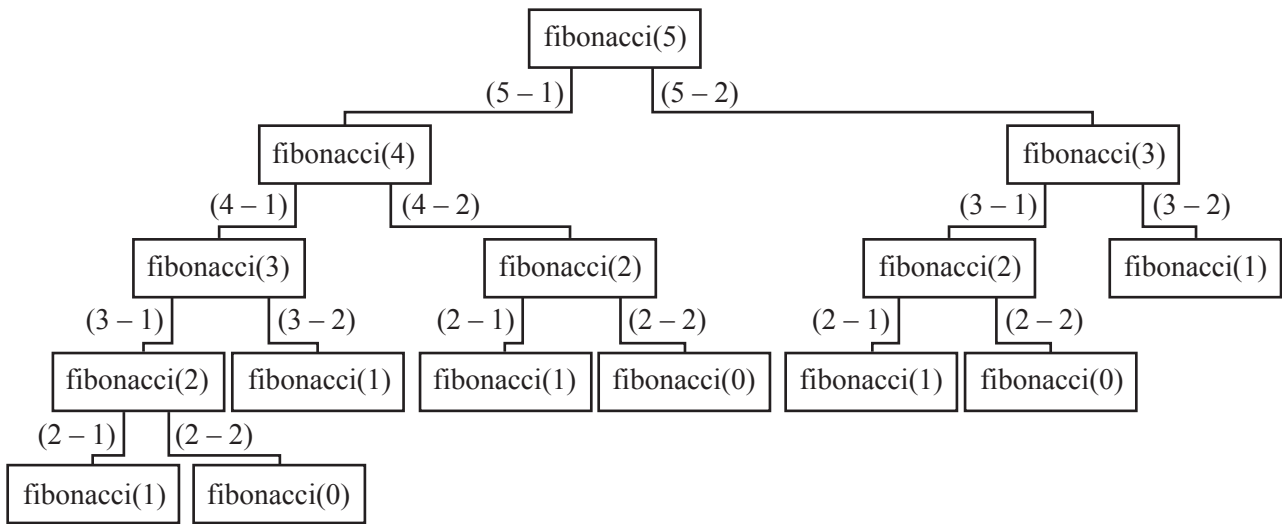 fibonacci(5)
(5 – 1) (5 – 2)
fibonacci(4) fibonacci(3)
(4 – 1) (4 – 2) (3 – 1) (3 – 2)
fibonacci(3) fibonacci(2) fibonacci(2) fibonacci(1)
(3 – 1) (3 – 2) (2 – 1) (2 – 2) (2 – 1) (2 – 2)
fibonacci(2) fibonacci(1) fibonacci(1) fibonacci(0) fibonacci(1) fibonacci(0)
(2 – 1) (2 – 2)
fibonacci(1) fibonacci(0)